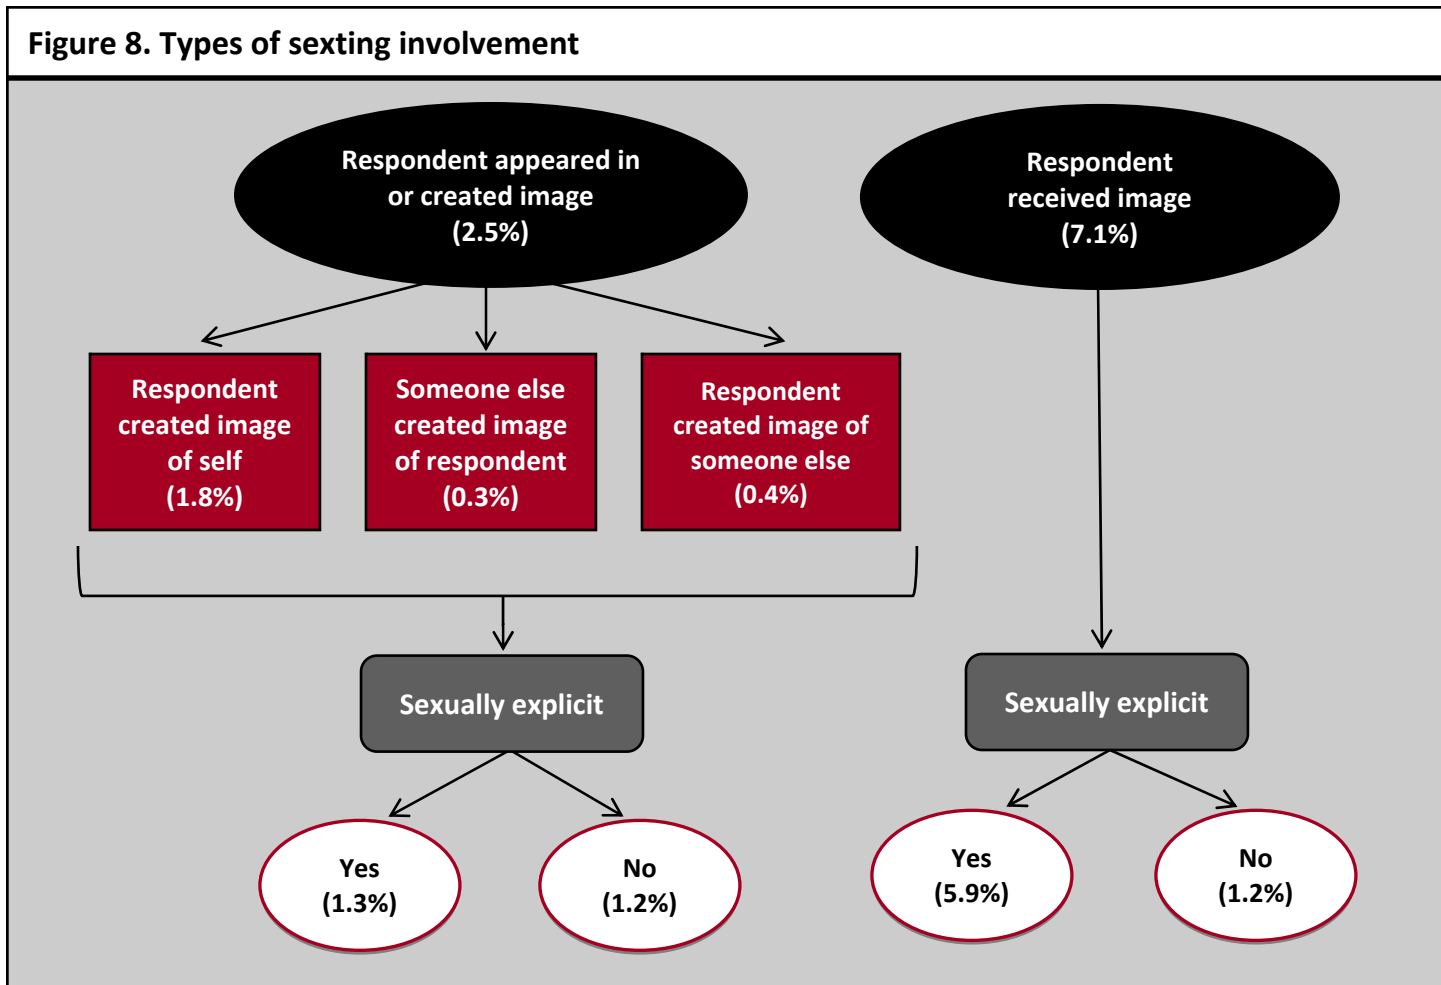 Figure 8. Types of sexting involvement
Respondent appeared in
or created image
(2.5%)
Respondent
received image
(7.1%)
Respondent
created image
of self
(1.8%)
Someone else
created image
of respondent
(0.3%)
Respondent
created image of
someone else
(0.4%)
Sexually explicit
Sexually explicit
Yes
(1.3%)
No
(1.2%)
Yes
(5.9%)
No
(1.2%)